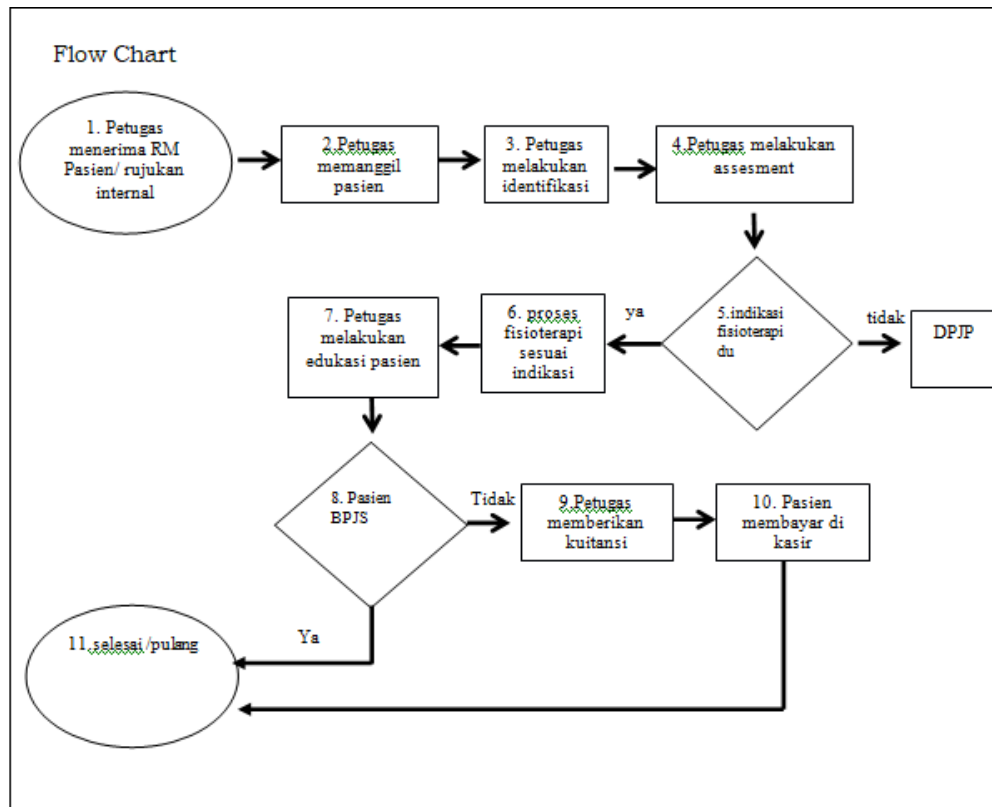 Flow Chart
1. Petugas
menerima RM
Pasien/ rujukan
internal
2.Petugas
memanggil
pasien
3. Petugas
melakukan
identifikasi
4.Petugas melakukan
assesment
5.indikasi
fisioterapi
du
tidak
DPJP
ya
6. proses
fisioterapi
sesuai
indikasi
7. Petugas
melakukan
edukasi pasien
8. Pasien
BPJS
Tidak
9.Petugas
memberikan
kuitansi
10. Pasien
membayar di
kasir
Ya
11.selesai /pulang